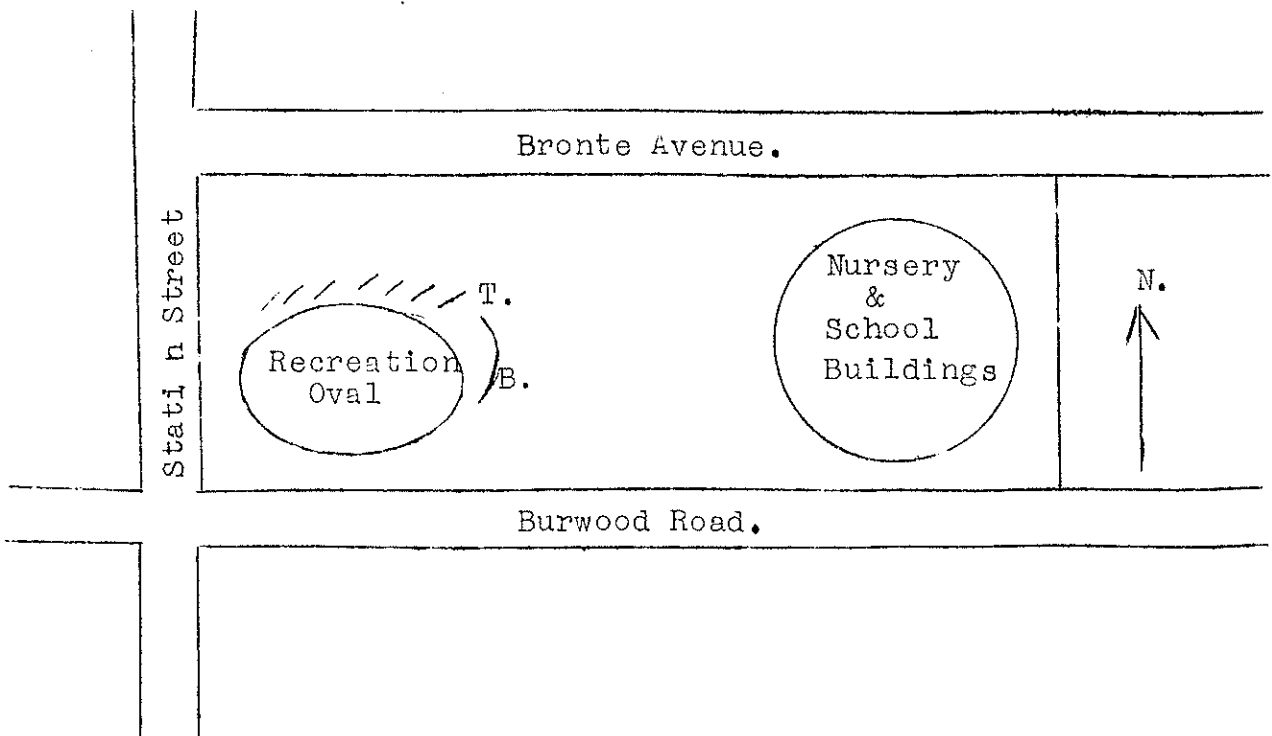 Bronte Avenue.
Stati n Street
T.
Recreation
Oval
B.
Nursery
&
School
Buildings
N.
Burwood Road.